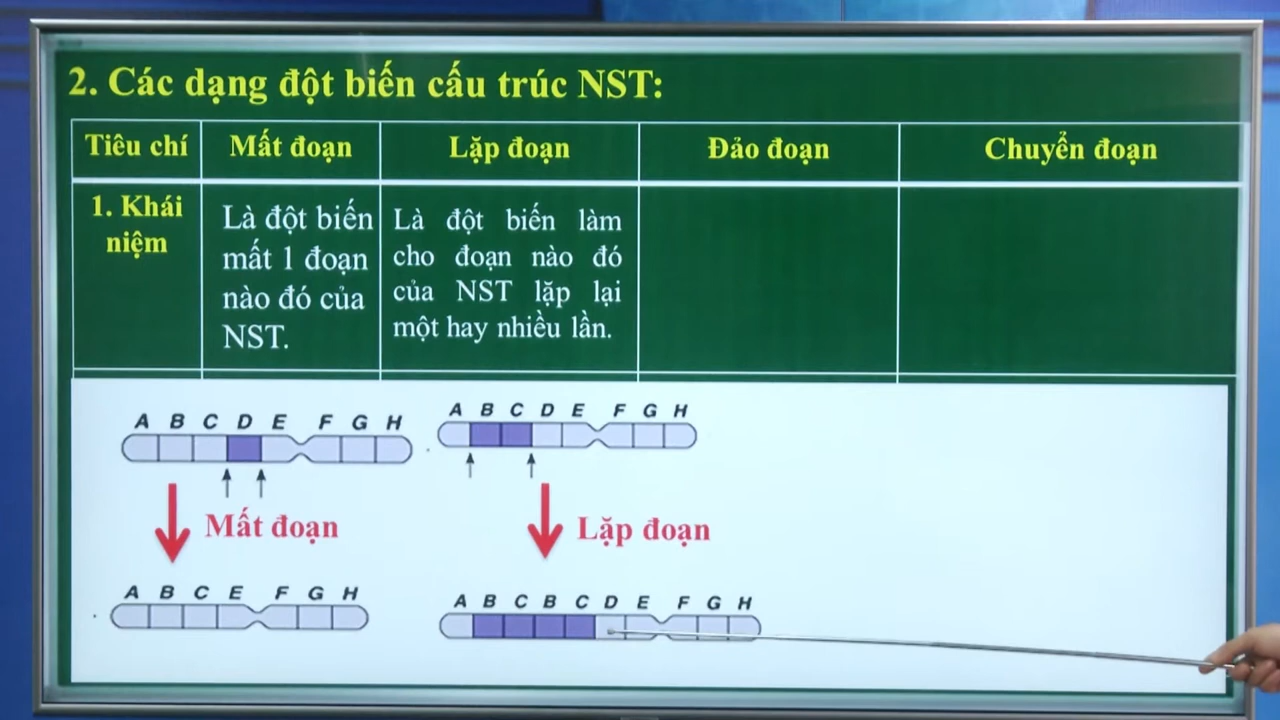 2. Các dạng đột biến cấu trúc NST:
Tiêu chí
Mất đoạn
Lặp đoạn
Đảo đoạn
Chuyển đoạn
1. Khái
niệm
Là đột biến
mất 1 đoạn
nào đó của
NST.
Là đột biến làm
cho đoạn nào đó
của NST lặp lại
một hay nhiều lần.
A B C D E F G H
Mất đoạn
A B C E F G H
A B C D E F G H
Lặp đoạn
A B C B C D E F G H